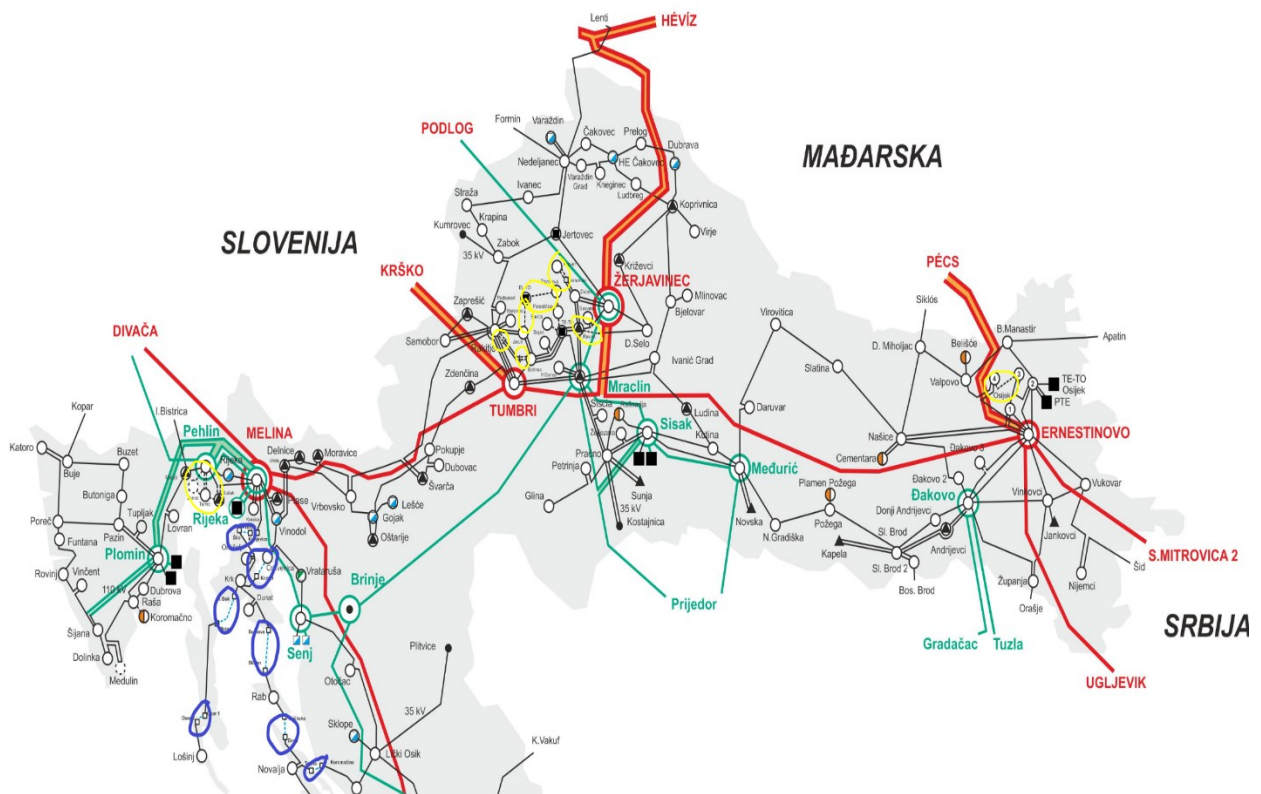 Lenti
HÉVÍZ
Formin
Varaždin
PODLOG
Čakovec
Prelog
Dubrava
MAĐARSKA
Nedeljanec
HE Čakovec
Varaždin
Grad
Kneginec
Ludbreg
Ivanec
Straža
Koprivnica
Krapina
Kumrovec
Virje
Jertovec
Zabok
35 kV
SLOVENIJA
Križevci
PÉCS
KRŠKO
ŽERJAVINEC
Mlinovac
Siklós
Zaprešić
Bjelovar
Virovitica
B.Manastir
Apatin
DIVAČA
D. Miholjac
Belišće
Samobor
D.Selo
Ivanić Grad
Slatina
Valpovo
TE-TO
Osijek
PTE
Zdenčina
Mraclin
TUMBRI
Kopar
I.Bistrica
Sisak
Ludina
Daruvar
Pehlin
MELINA
Našice
ERNESTINOVO
Katoro
Buje
Buzet
Delnice
Moravice
Pokupje
Dubovac
Petrinja
Pračno
Kutina
Međurić
Cementara
Đakovo 3
Rijeka
Švarča
Glina
Sunja
Plamen Požega
Đakovo 2
Vukovar
Butoniga
Vrbovsko
Lešće
Gojak
35 kV
Kostajnica
Novska
Đakovo
Vinkovci
Poreč
Tupljak
Lovran
Rijeka
Vinodol
Požega
Donji Andrijevci
Pazin
Funtana
Oštarije
N.Gradiška
Sl. Brod
Andrijevci
Jankovci
Plomin
Kapela
Šid
Rovinj
Vinčent
Vrataruša
Brinje
Sl. Brod 2
Nijemci
S.MITROVICA 2
110 kV
Dubrova
Raša
Krk
Dunat
Bos. Brod
Županja
Koromačno
Prijedor
Orašje
Šijana
Senj
SRBIJA
Dolinka
Plitvice
Gradačac
Tuzla
Medulin
Otočac
UGLJEVIK
Rab
35 kV
Sklope
Lošinj
Lički Osik
K.Vakuf
Novalja